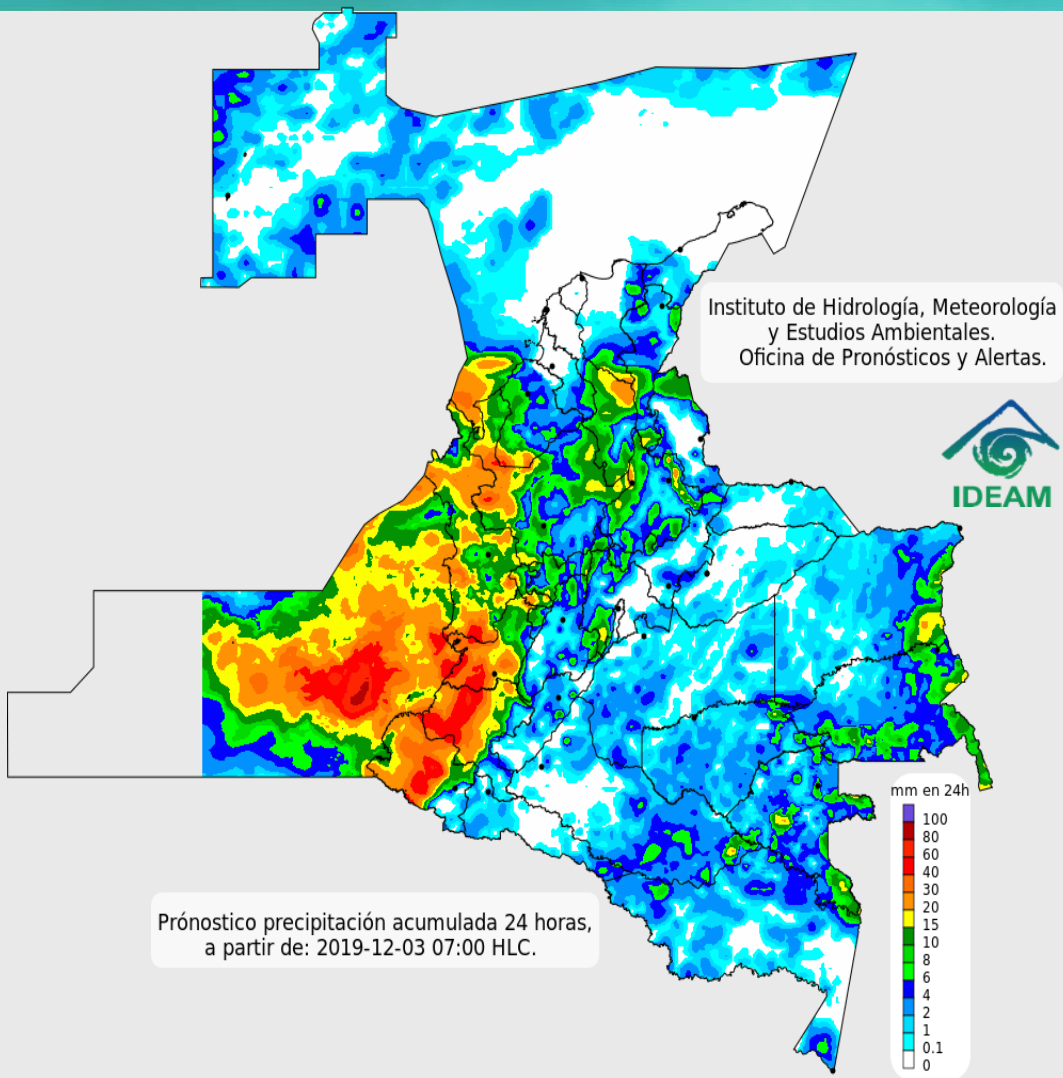 Instituto de Hidrología, Meteorología
y Estudios Ambientales.
Oficina de Pronósticos y Alertas.
IDEAM
mm en 24h
100
80
60
40
30
20
15
10
8
6
4
2
1
0.1
0
Prónostico precipitación acumulada 24 horas,
a partir de: 2019-12-03 07:00 HLC.